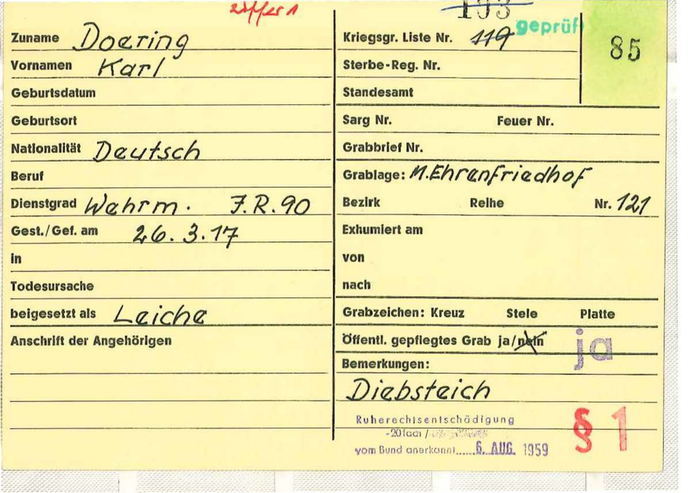 193 geprüft
85
Zuname Doering
Vornamen Karl
Geburtsdatum
Geburtsort
Nationalität Deutsch
Beruf
Dienstgrad Wehrm. J.R.90
Gest./Gef. am 26.3.17
in
Todesursache
beigesetzt als Leiche
Anschrift der Angehörigen
Kriegsgr. Liste Nr. 119
Sterbe-Reg. Nr.
Standesamt
Sarg Nr. Feuer Nr.
Grabbrief Nr.
Grablage: M.Ehrenfriedhof
Bezirk Reihe Nr. 121
Exhumiert am
von
nach
Grabzeichen: Kreuz Stele Platte
Öffentl. gepflegtes Grab ja/nein ja
Bemerkungen:
Diebsteich
Ruherechtsentschädigung
vom Bund anerkannt 6. AUG. 1959
§ 1